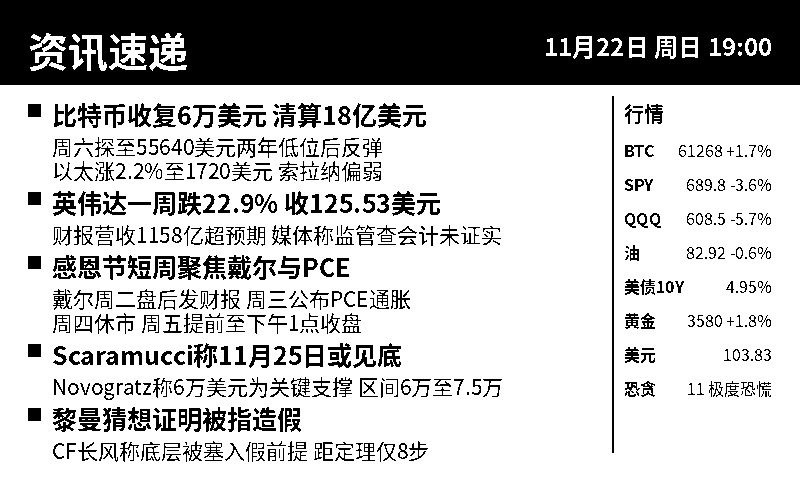 资讯速递
11月22日 周日 19:00
比特币收复6万美元 清算18亿美元
周六探至55640美元两年低位后反弹
以太涨2.2%至1720美元 索拉纳偏弱
英伟达一周跌22.9% 收125.53美元
财报营收1158亿超预期 媒体称监管查会计未证实
感恩节短周聚焦戴尔与PCE
戴尔周二盘后发财报 周三公布PCE通胀
周四休市 周五提前至下午1点收盘
Scaramucci称11月25日或见底
Novogratz称6万美元为关键支撑 区间6万至7.5万
黎曼猜想证明被指造假
CF长风称底层被塞入假前提 距定理仅8步
行情
BTC 61268 +1.7%
SPY 689.8 -3.6%
QQQ 608.5 -5.7%
油 82.92 -0.6%
美债10Y 4.95%
黄金 3580 +1.8%
美元 103.83
恐贪 11 极度恐慌